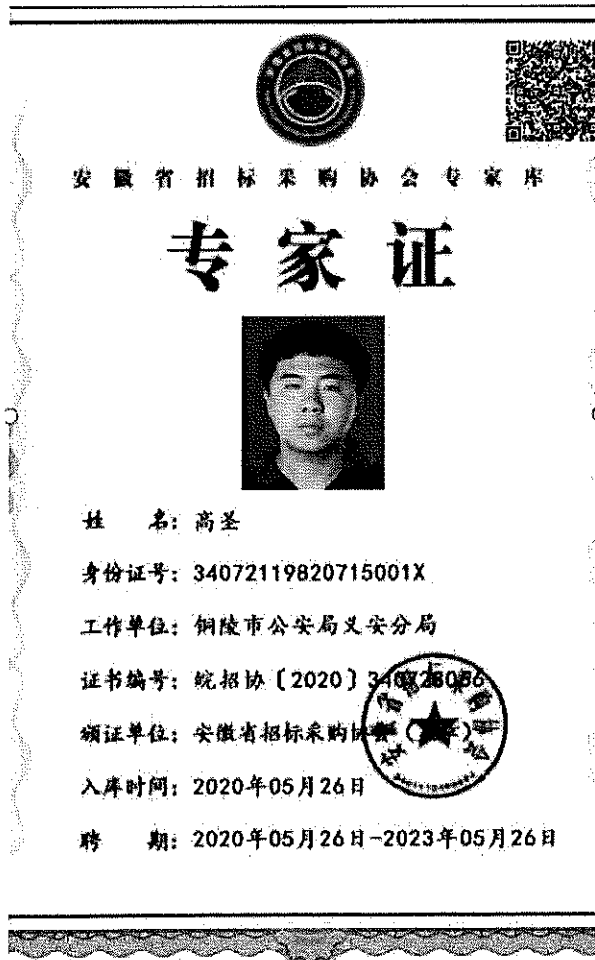 安徽省招标采购协会专家库
专家证
姓 名：高圣
身份证号：34072119820715001X
工作单位：铜陵市公安局义安分局
证书编号：皖招协〔2020〕340728056
颁证单位：安徽省招标采购协会（盖章）
入库时间：2020年05月26日
聘 期：2020年05月26日-2023年05月26日